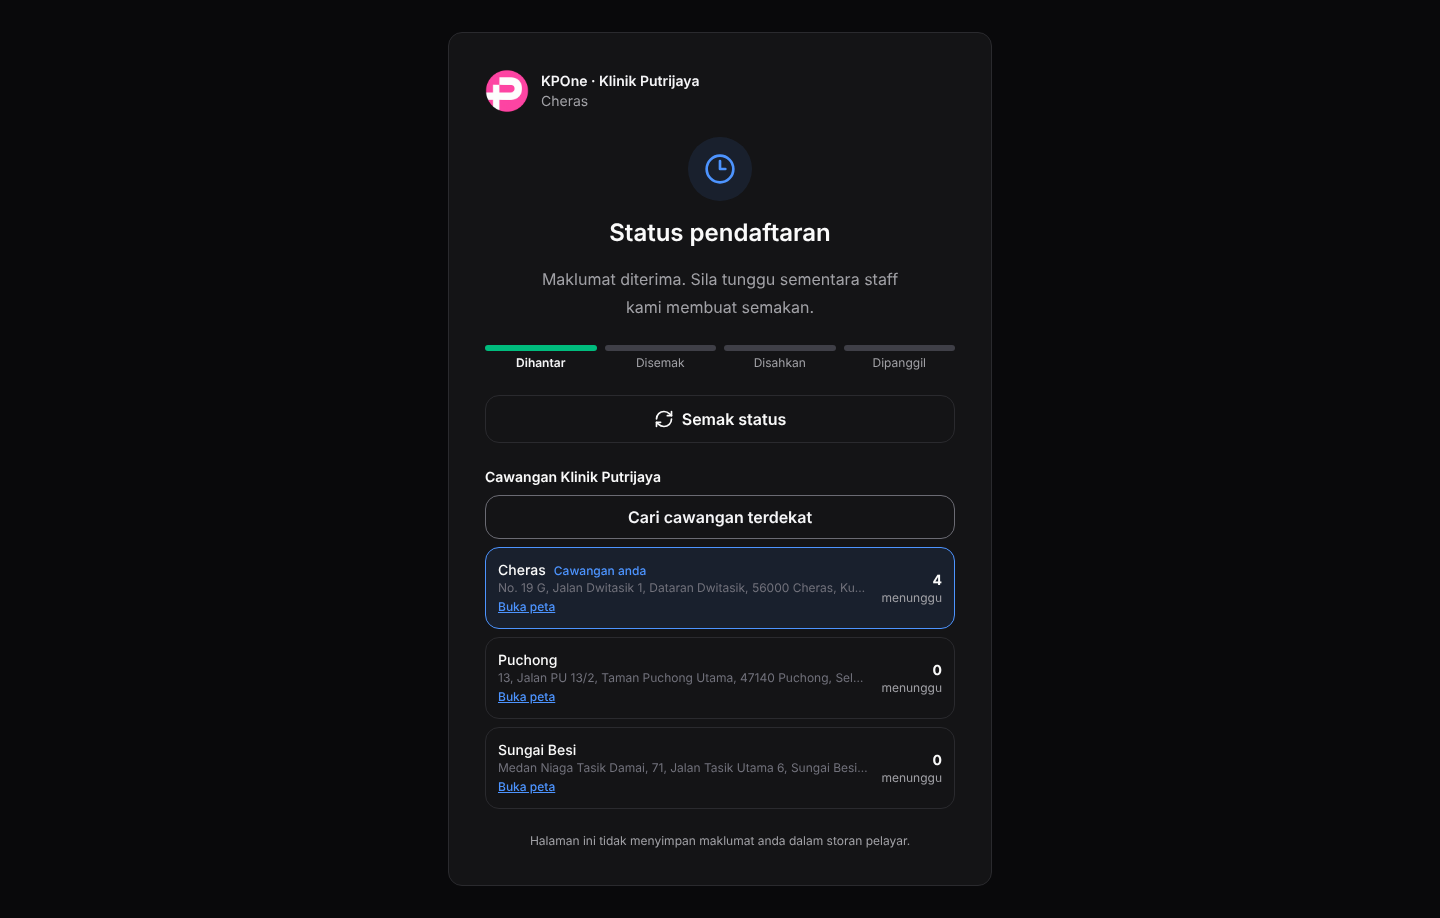 KPOne · Klinik Putrijaya
Cheras
Status pendaftaran
Maklumat diterima. Sila tunggu sementara staff
kami membuat semakan.
Dihantar
Disemak
Disahkan
Dipanggil
Semak status
Cawangan Klinik Putrijaya
Cari cawangan terdekat
Cheras Cawangan anda
No. 19 G, Jalan Dwitasik 1, Dataran Dwitasik, 56000 Cheras, Ku...
Buka peta
4
menunggu
Puchong
13, Jalan PU 13/2, Taman Puchong Utama, 47140 Puchong, Sel...
Buka peta
0
menunggu
Sungai Besi
Medan Niaga Tasik Damai, 71, Jalan Tasik Utama 6, Sungai Besi...
Buka peta
0
menunggu
Halaman ini tidak menyimpan maklumat anda dalam storan pelayar.